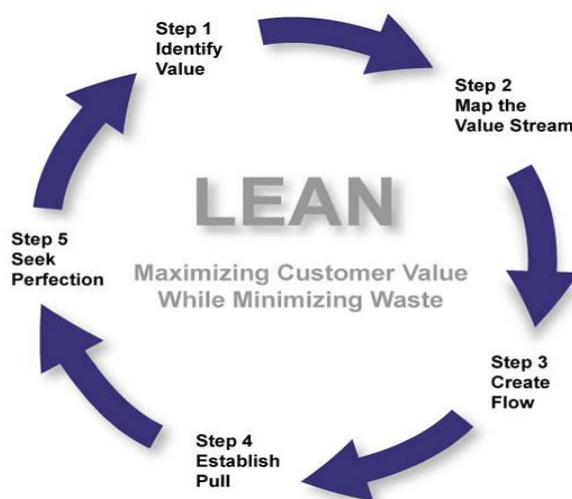 Step 1
Identify
Value
Step 2
Map the
Value Stream
LEAN
Maximizing Customer Value
While Minimizing Waste
Step 3
Create
Flow
Step 4
Establish
Pull
Step 5
Seek
Perfection